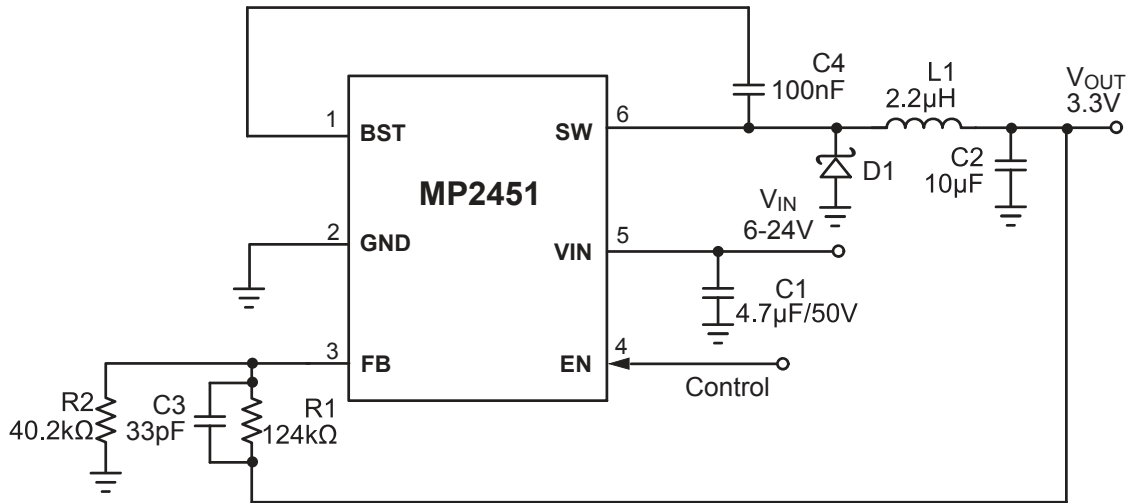 C4
100nF
L1
2.2µH
VOUT
3.3V
1
BST
SW
6
C2
10µF
D1
MP2451
VIN
6-24V
2
GND
VIN
5
C1
4.7µF/50V
3
FB
EN
4
Control
R2
40.2kΩ
C3
33pF
R1
124kΩ